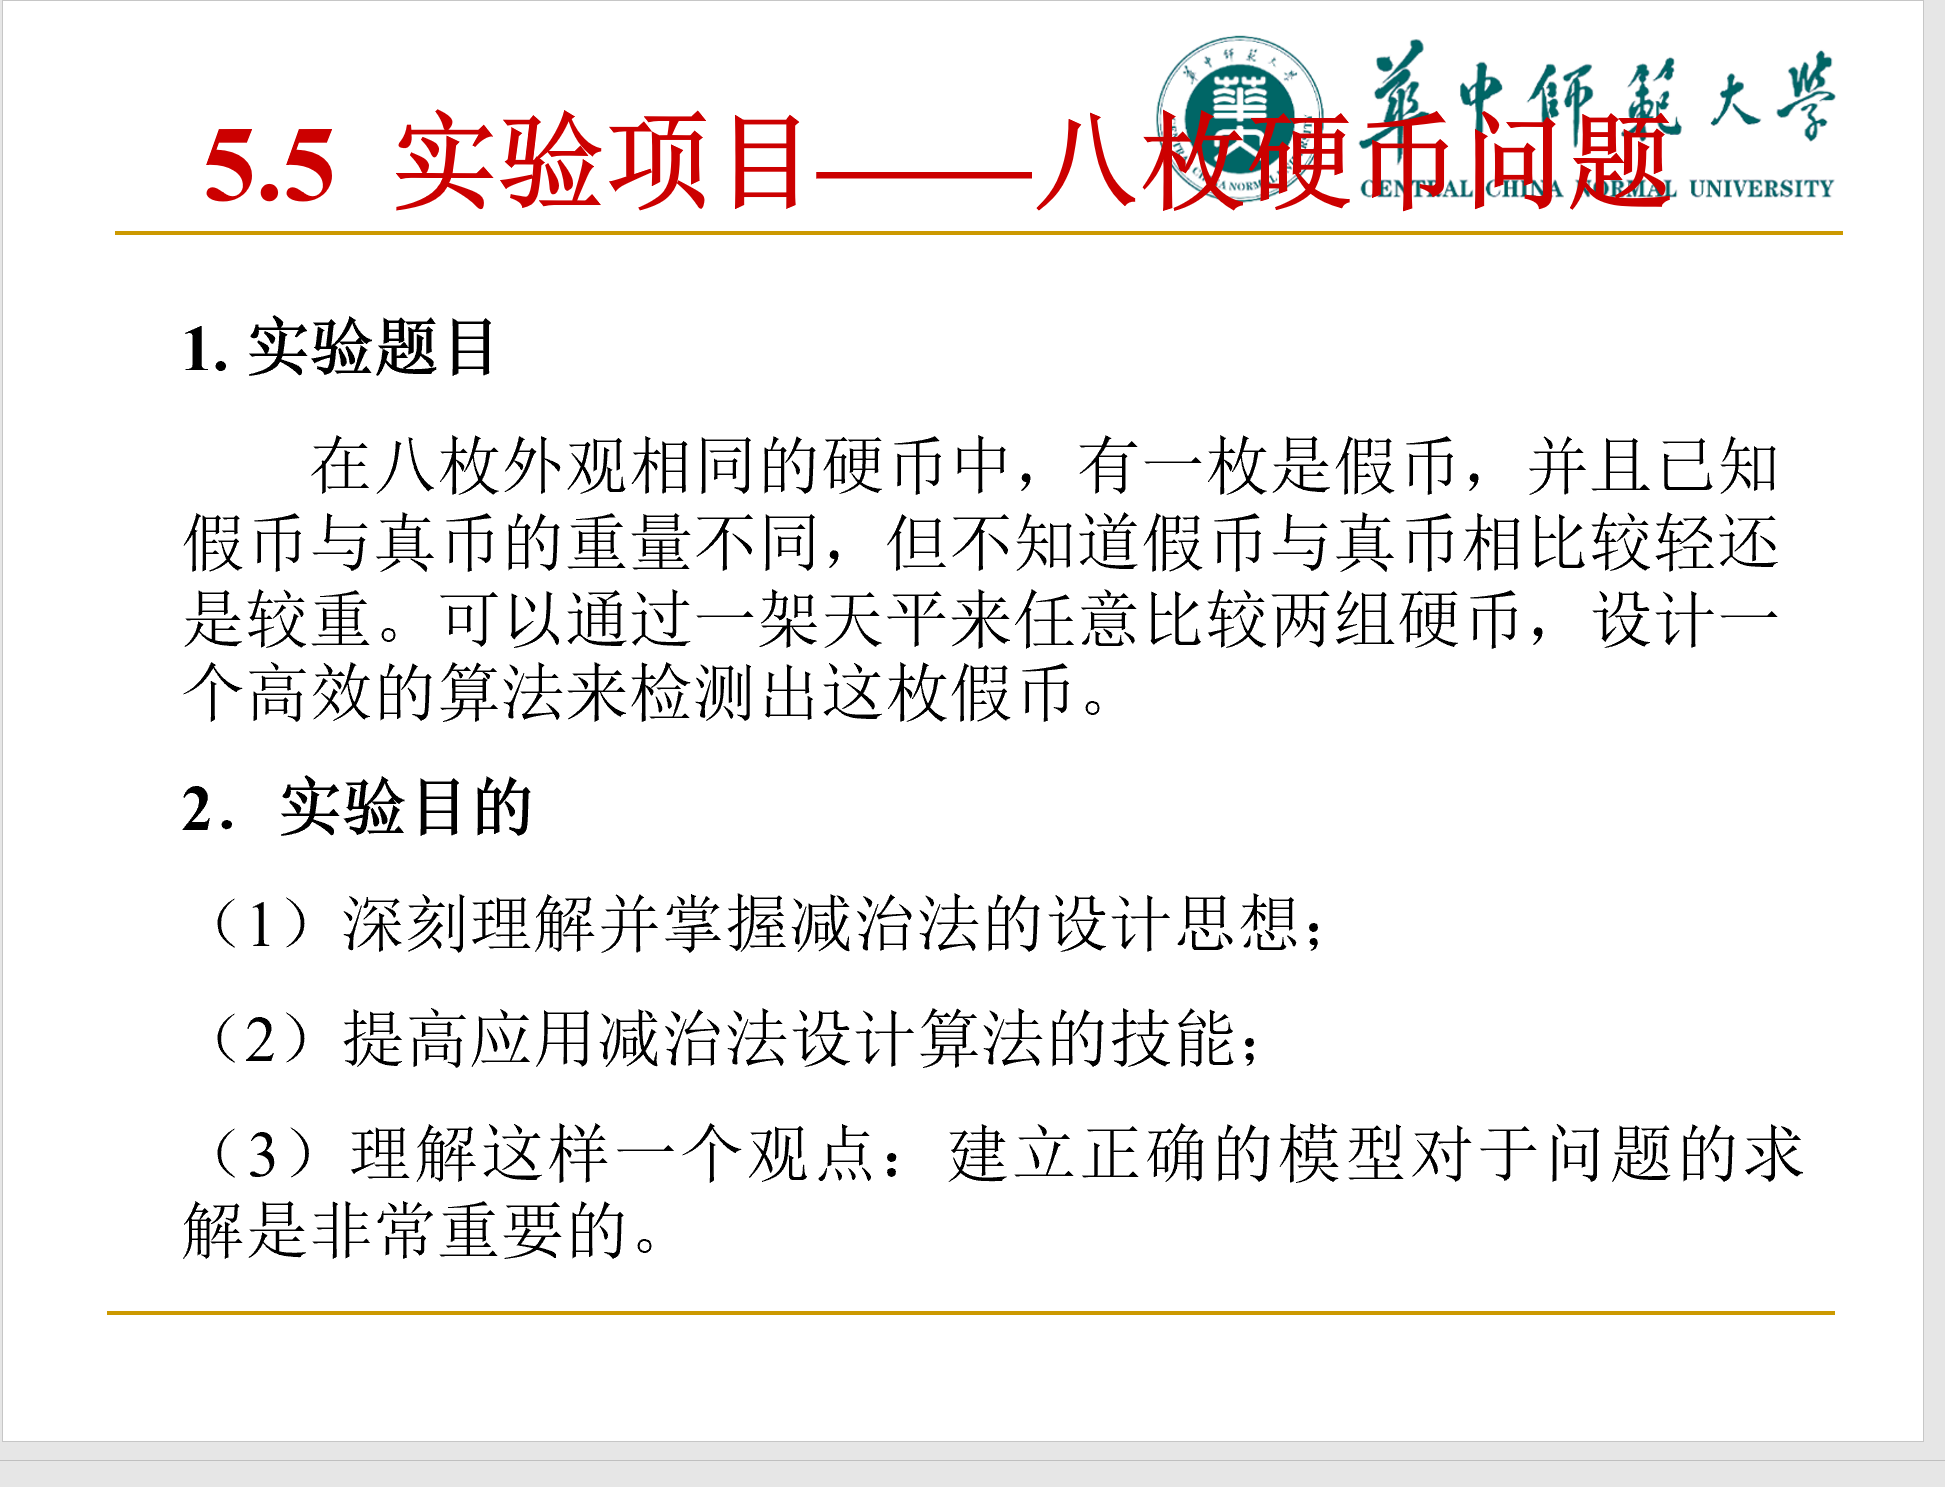 華中師範大學
CENTRAL CHINA NORMAL UNIVERSITY
5.5 实验项目——八枚硬币问题
1. 实验题目
在八枚外观相同的硬币中，有一枚是假币，并且已知
假币与真币的重量不同，但不知道假币与真币相比较轻还
是较重。可以通过一架天平来任意比较两组硬币，设计一
个高效的算法来检测出这枚假币。
2．实验目的
（1）深刻理解并掌握减治法的设计思想；
（2）提高应用减治法设计算法的技能；
（3）理解这样一个观点：建立正确的模型对于问题的求
解是非常重要的。